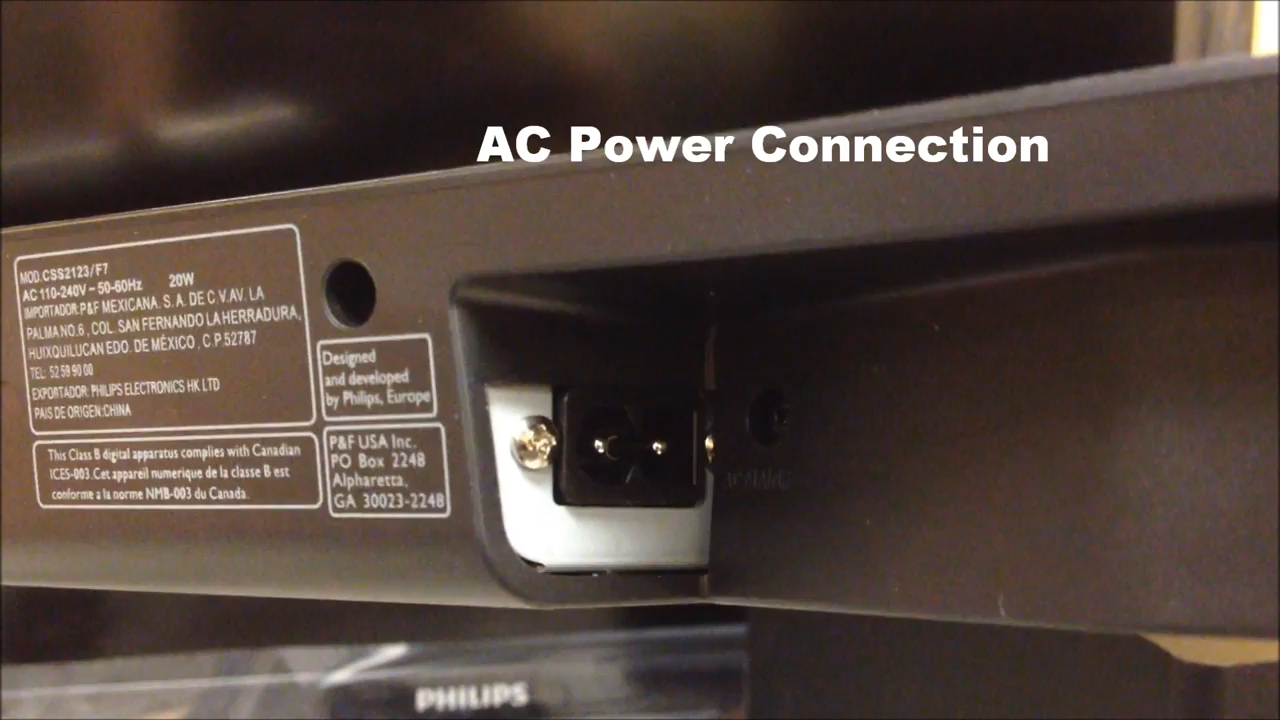 AC Power Connection
MOD.CSS2123/F7
AC 110-240V ~ 50-60Hz 20W
IMPORTADOR:P&F MEXICANA. S. A. DE C.V.AV. LA
PALMA NO.6 , COL. SAN FERNANDO LA HERRADURA,
HUIXQUILUCAN EDO. DE MÉXICO , C.P.52787
TEL: 52 59 90 00
EXPORTADOR: PHILIPS ELECTRONICS HK LTD
PAIS DE ORIGEN:CHINA
This Class B digital apparatus complies with Canadian
ICES-003.Cet appareil numerique de la classe B est
conforme a la norme NMB-003 du Canada.
Designed
and developed
by Philips, Europe
P&F USA Inc.
PO Box 2248
Alpharetta,
GA 30023-2248
PHILIPS